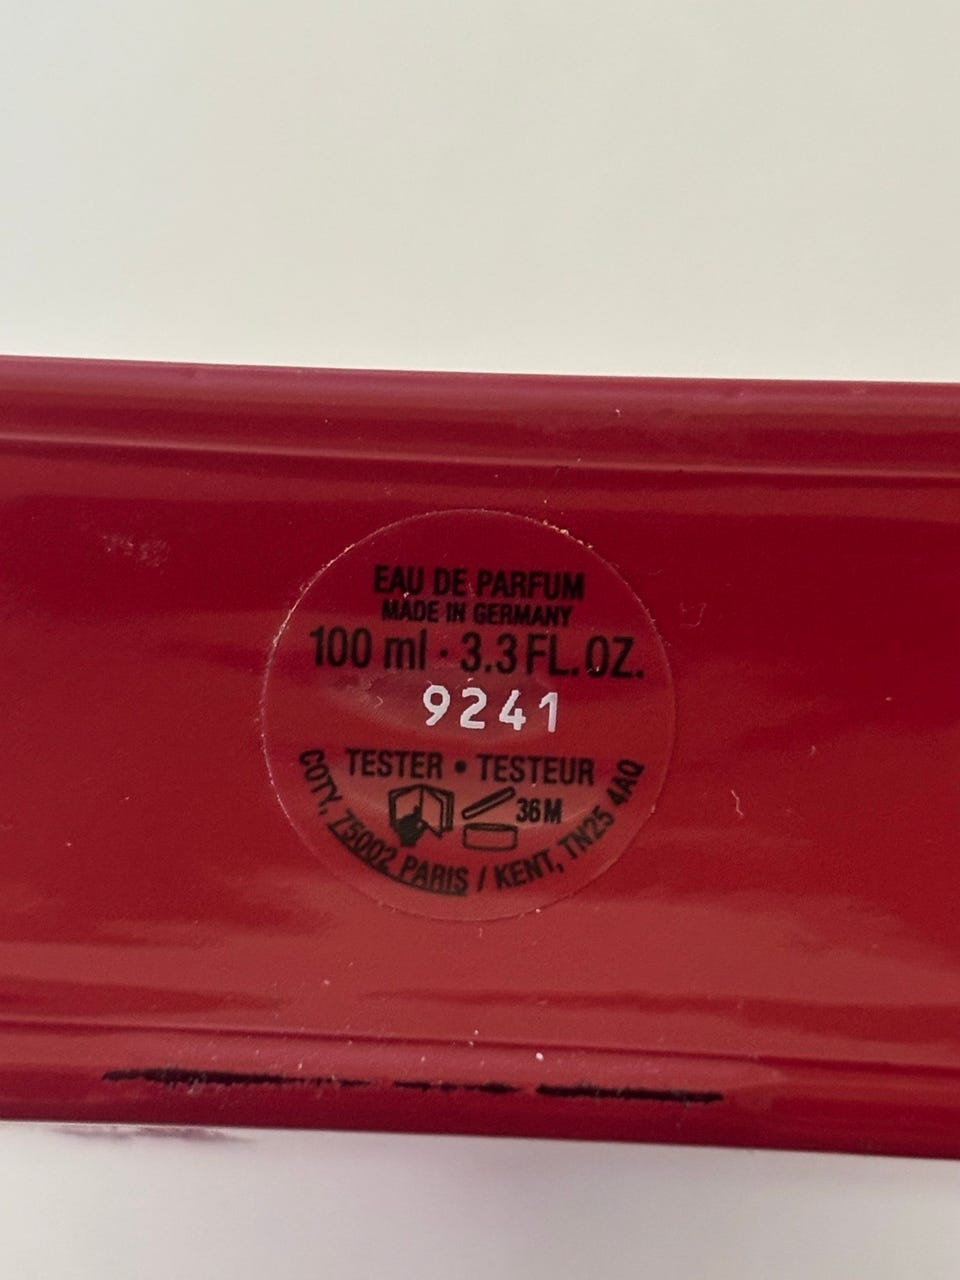 EAU DE PARFUM
MADE IN GERMANY
100 ml · 3.3 FL.OZ.
9241
TESTER • TESTEUR
36 M
COTY, 75002 PARIS / KENT, TN25 4AQ